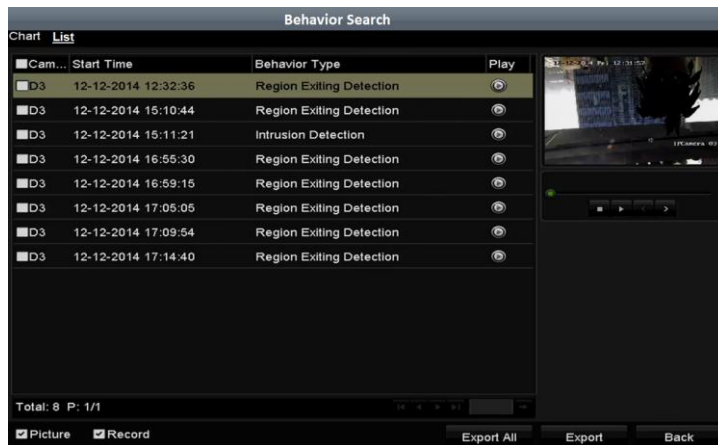 Behavior Search
Chart List
Cam... Start Time Behavior Type Play
D3 12-12-2014 12:32:36 Region Exiting Detection
D3 12-12-2014 15:10:44 Region Exiting Detection
D3 12-12-2014 15:11:21 Intrusion Detection
D3 12-12-2014 16:55:30 Region Exiting Detection
D3 12-12-2014 16:59:15 Region Exiting Detection
D3 12-12-2014 17:05:05 Region Exiting Detection
D3 12-12-2014 17:09:54 Region Exiting Detection
D3 12-12-2014 17:14:40 Region Exiting Detection
IPCamera 03
Total: 8 P: 1/1
Picture Record Export All Export Back